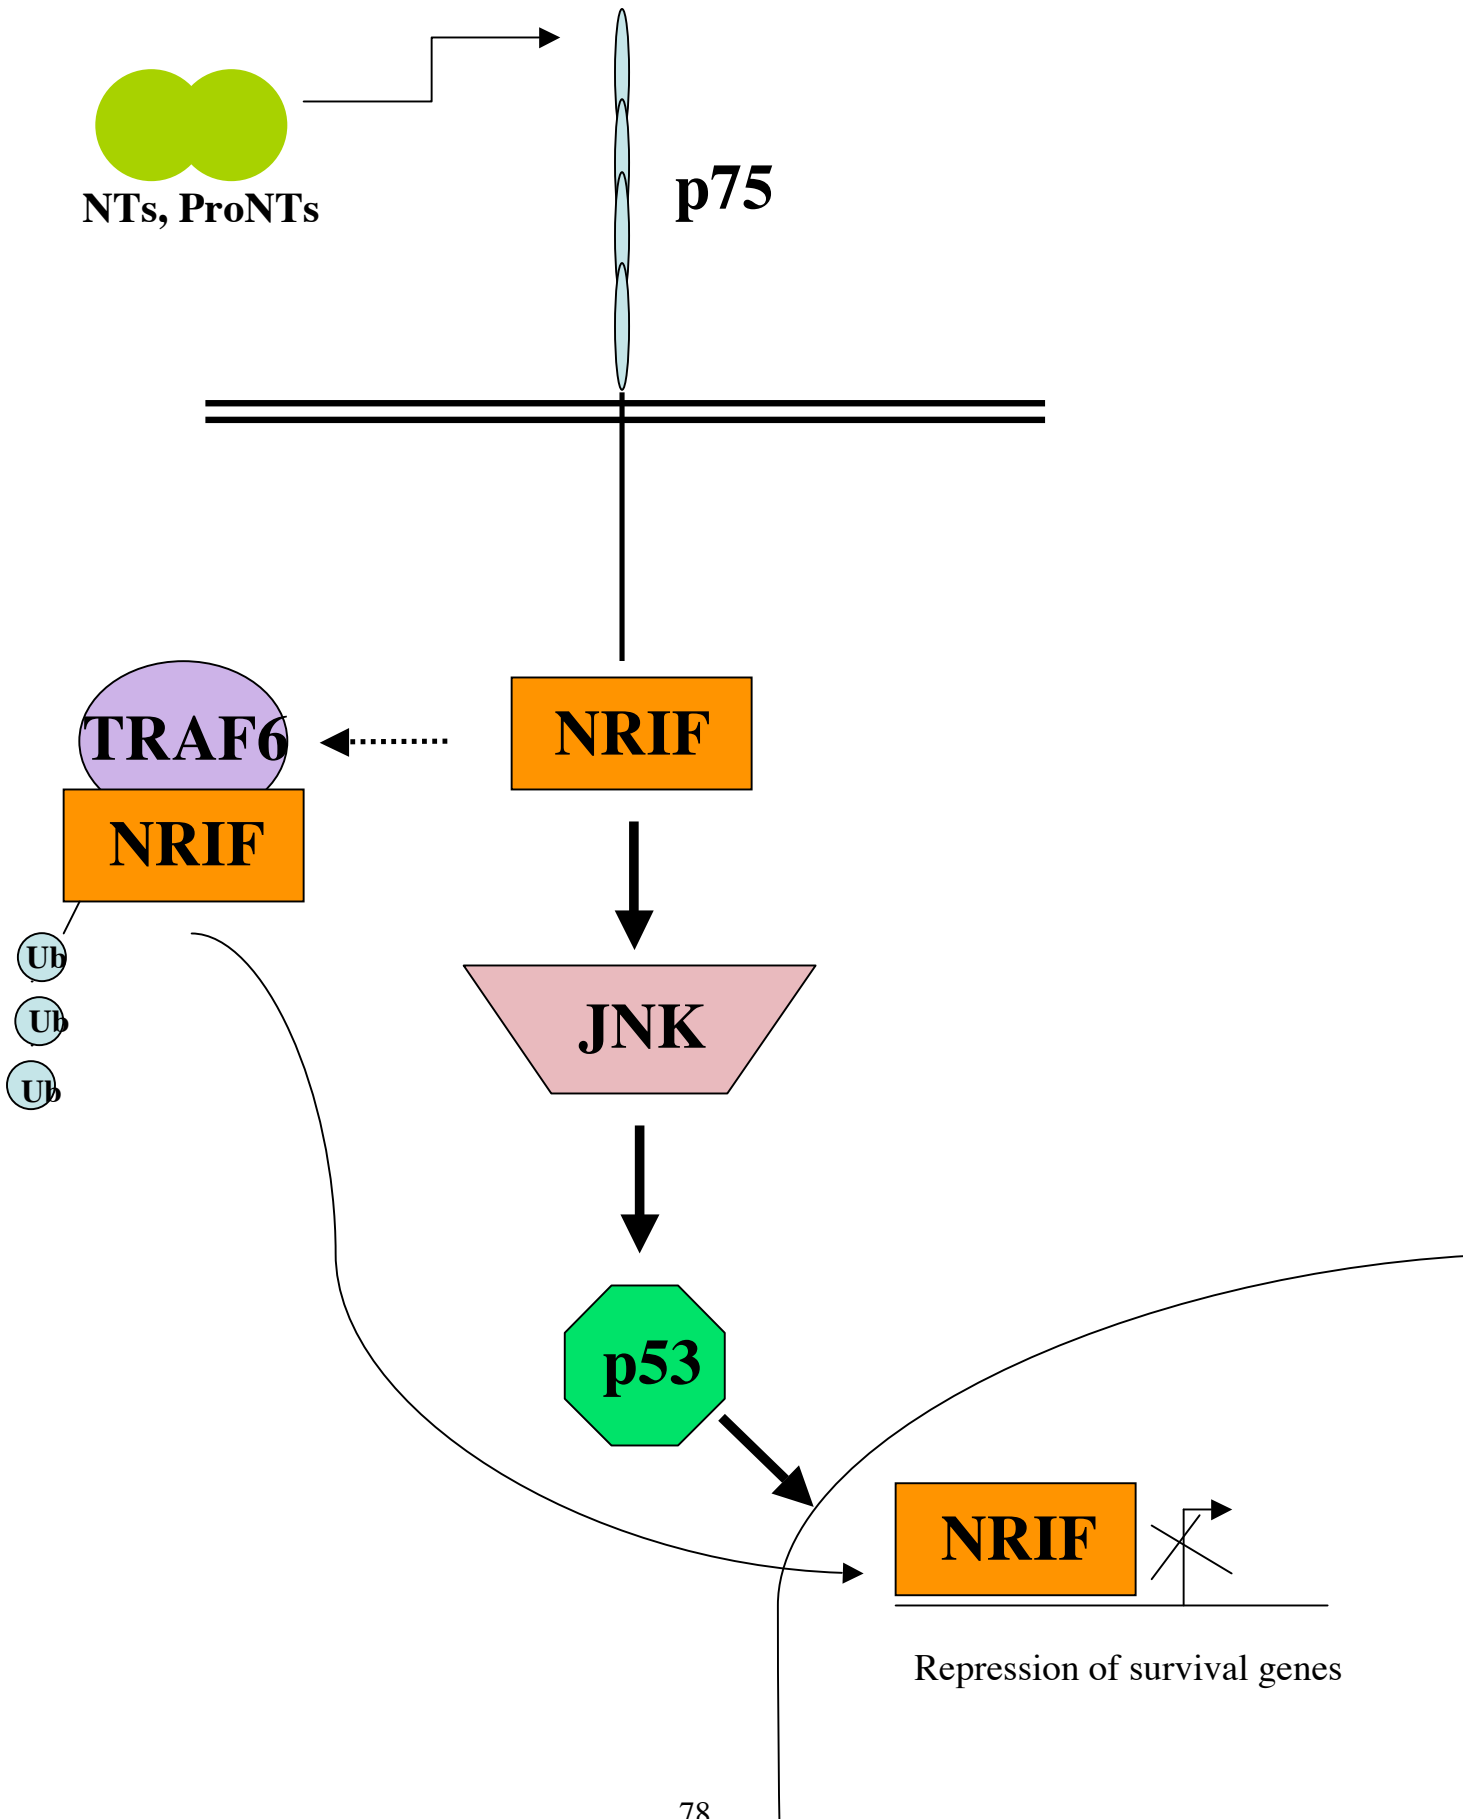 NTs, ProNTs
p75
TRAF6
NRIF
NRIF
Ub
Ub
Ub
JNK
p53
NRIF
Repression of survival genes
78